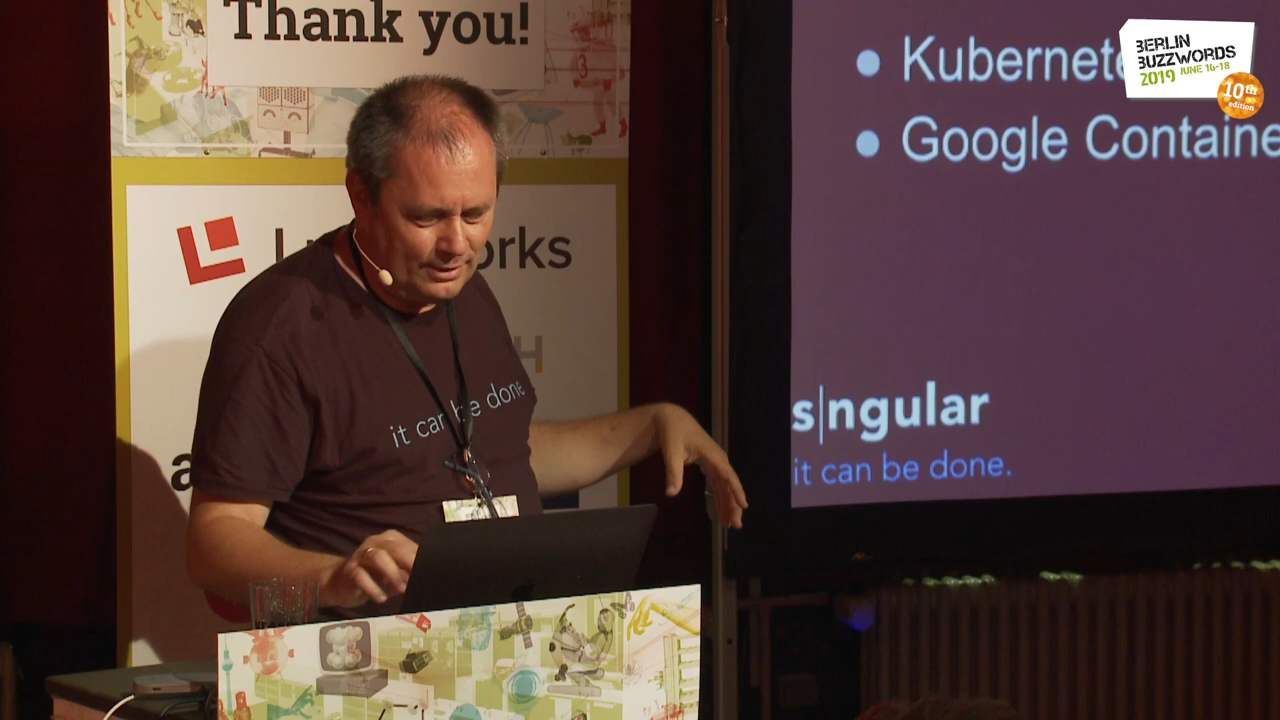 Thank you!
orks
H
a
it can be done
Kubernete
Google Containe
s|ngular
it can be done.
BERLIN
BUZZWORDS
2019 JUNE 16-18
10th
edition